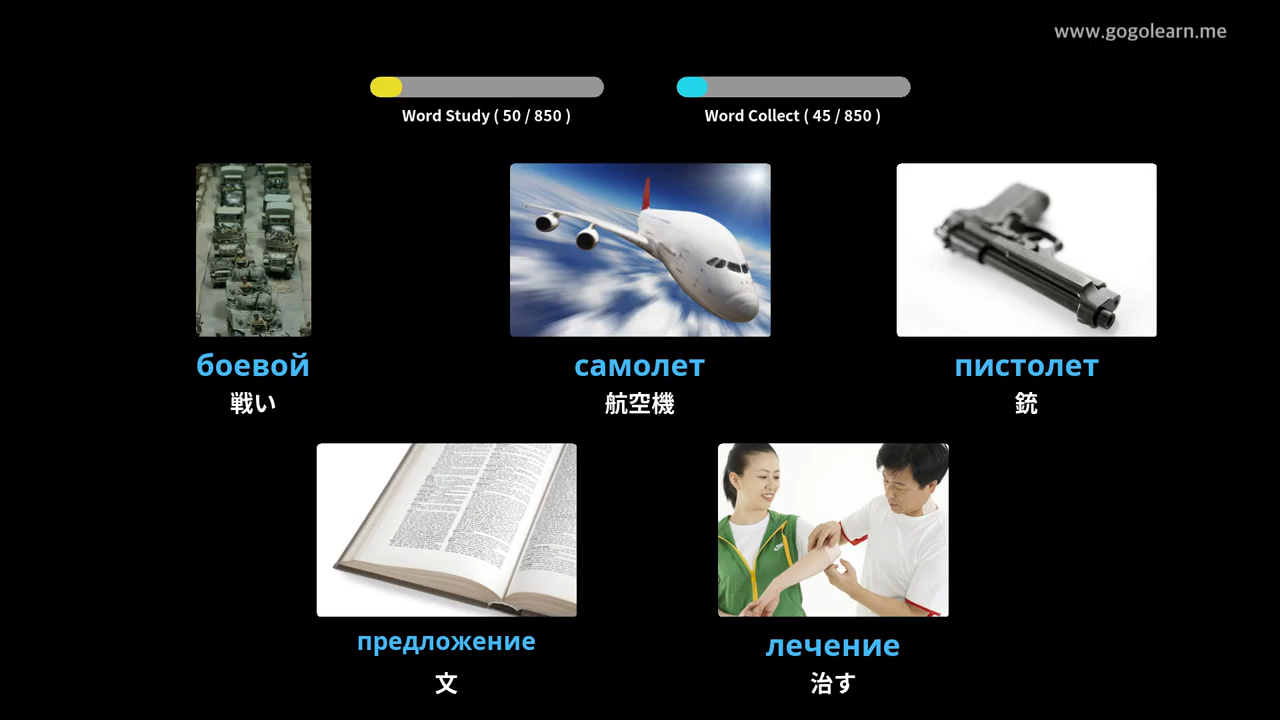 www.gogolearn.me
Word Study ( 50 / 850 )
Word Collect ( 45 / 850 )
боевой
戦い
самолет
航空機
пистолет
銃
предложение
文
лечение
治す